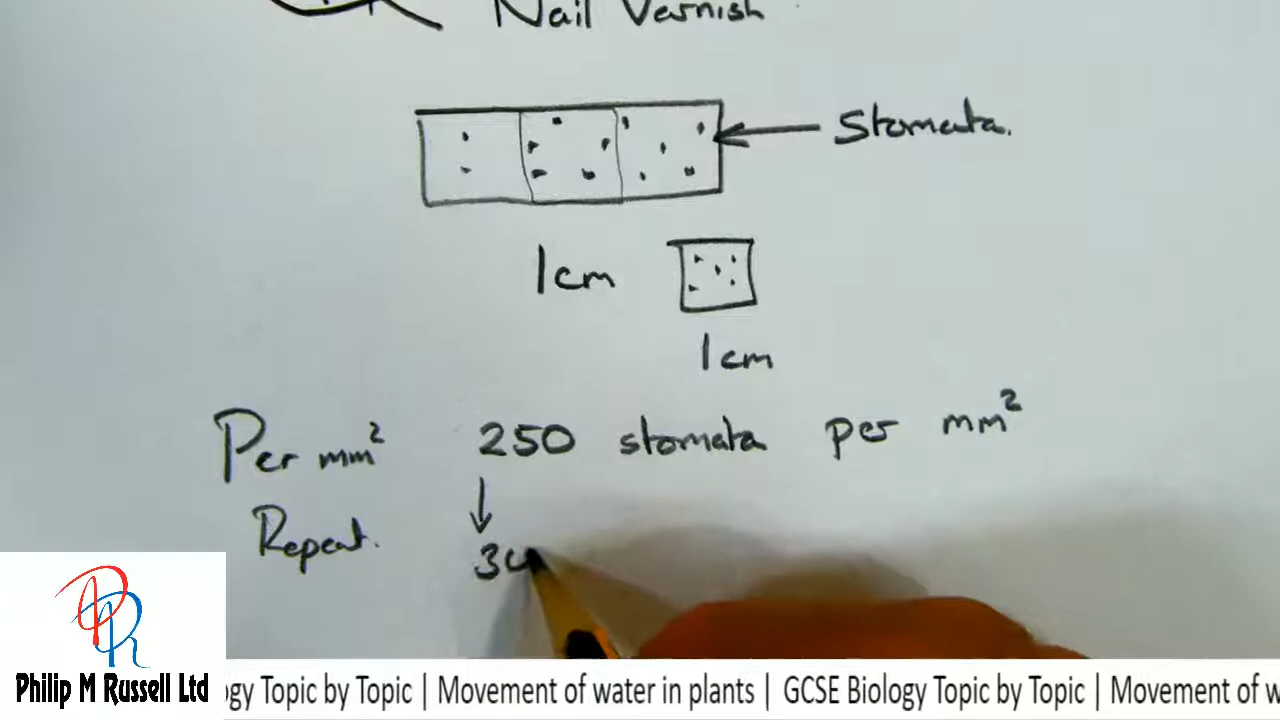 Nail Varnish
Stomata.
1cm
1cm
Per mm² 250 stomata per mm²
Repeat.
Philip M Russell Ltd
ogy Topic by Topic | Movement of water in plants | GCSE Biology Topic by Topic | Movement of w